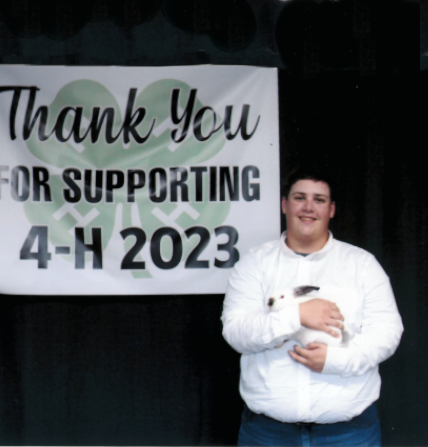 Thank You
FOR SUPPORTING
4-H 2023